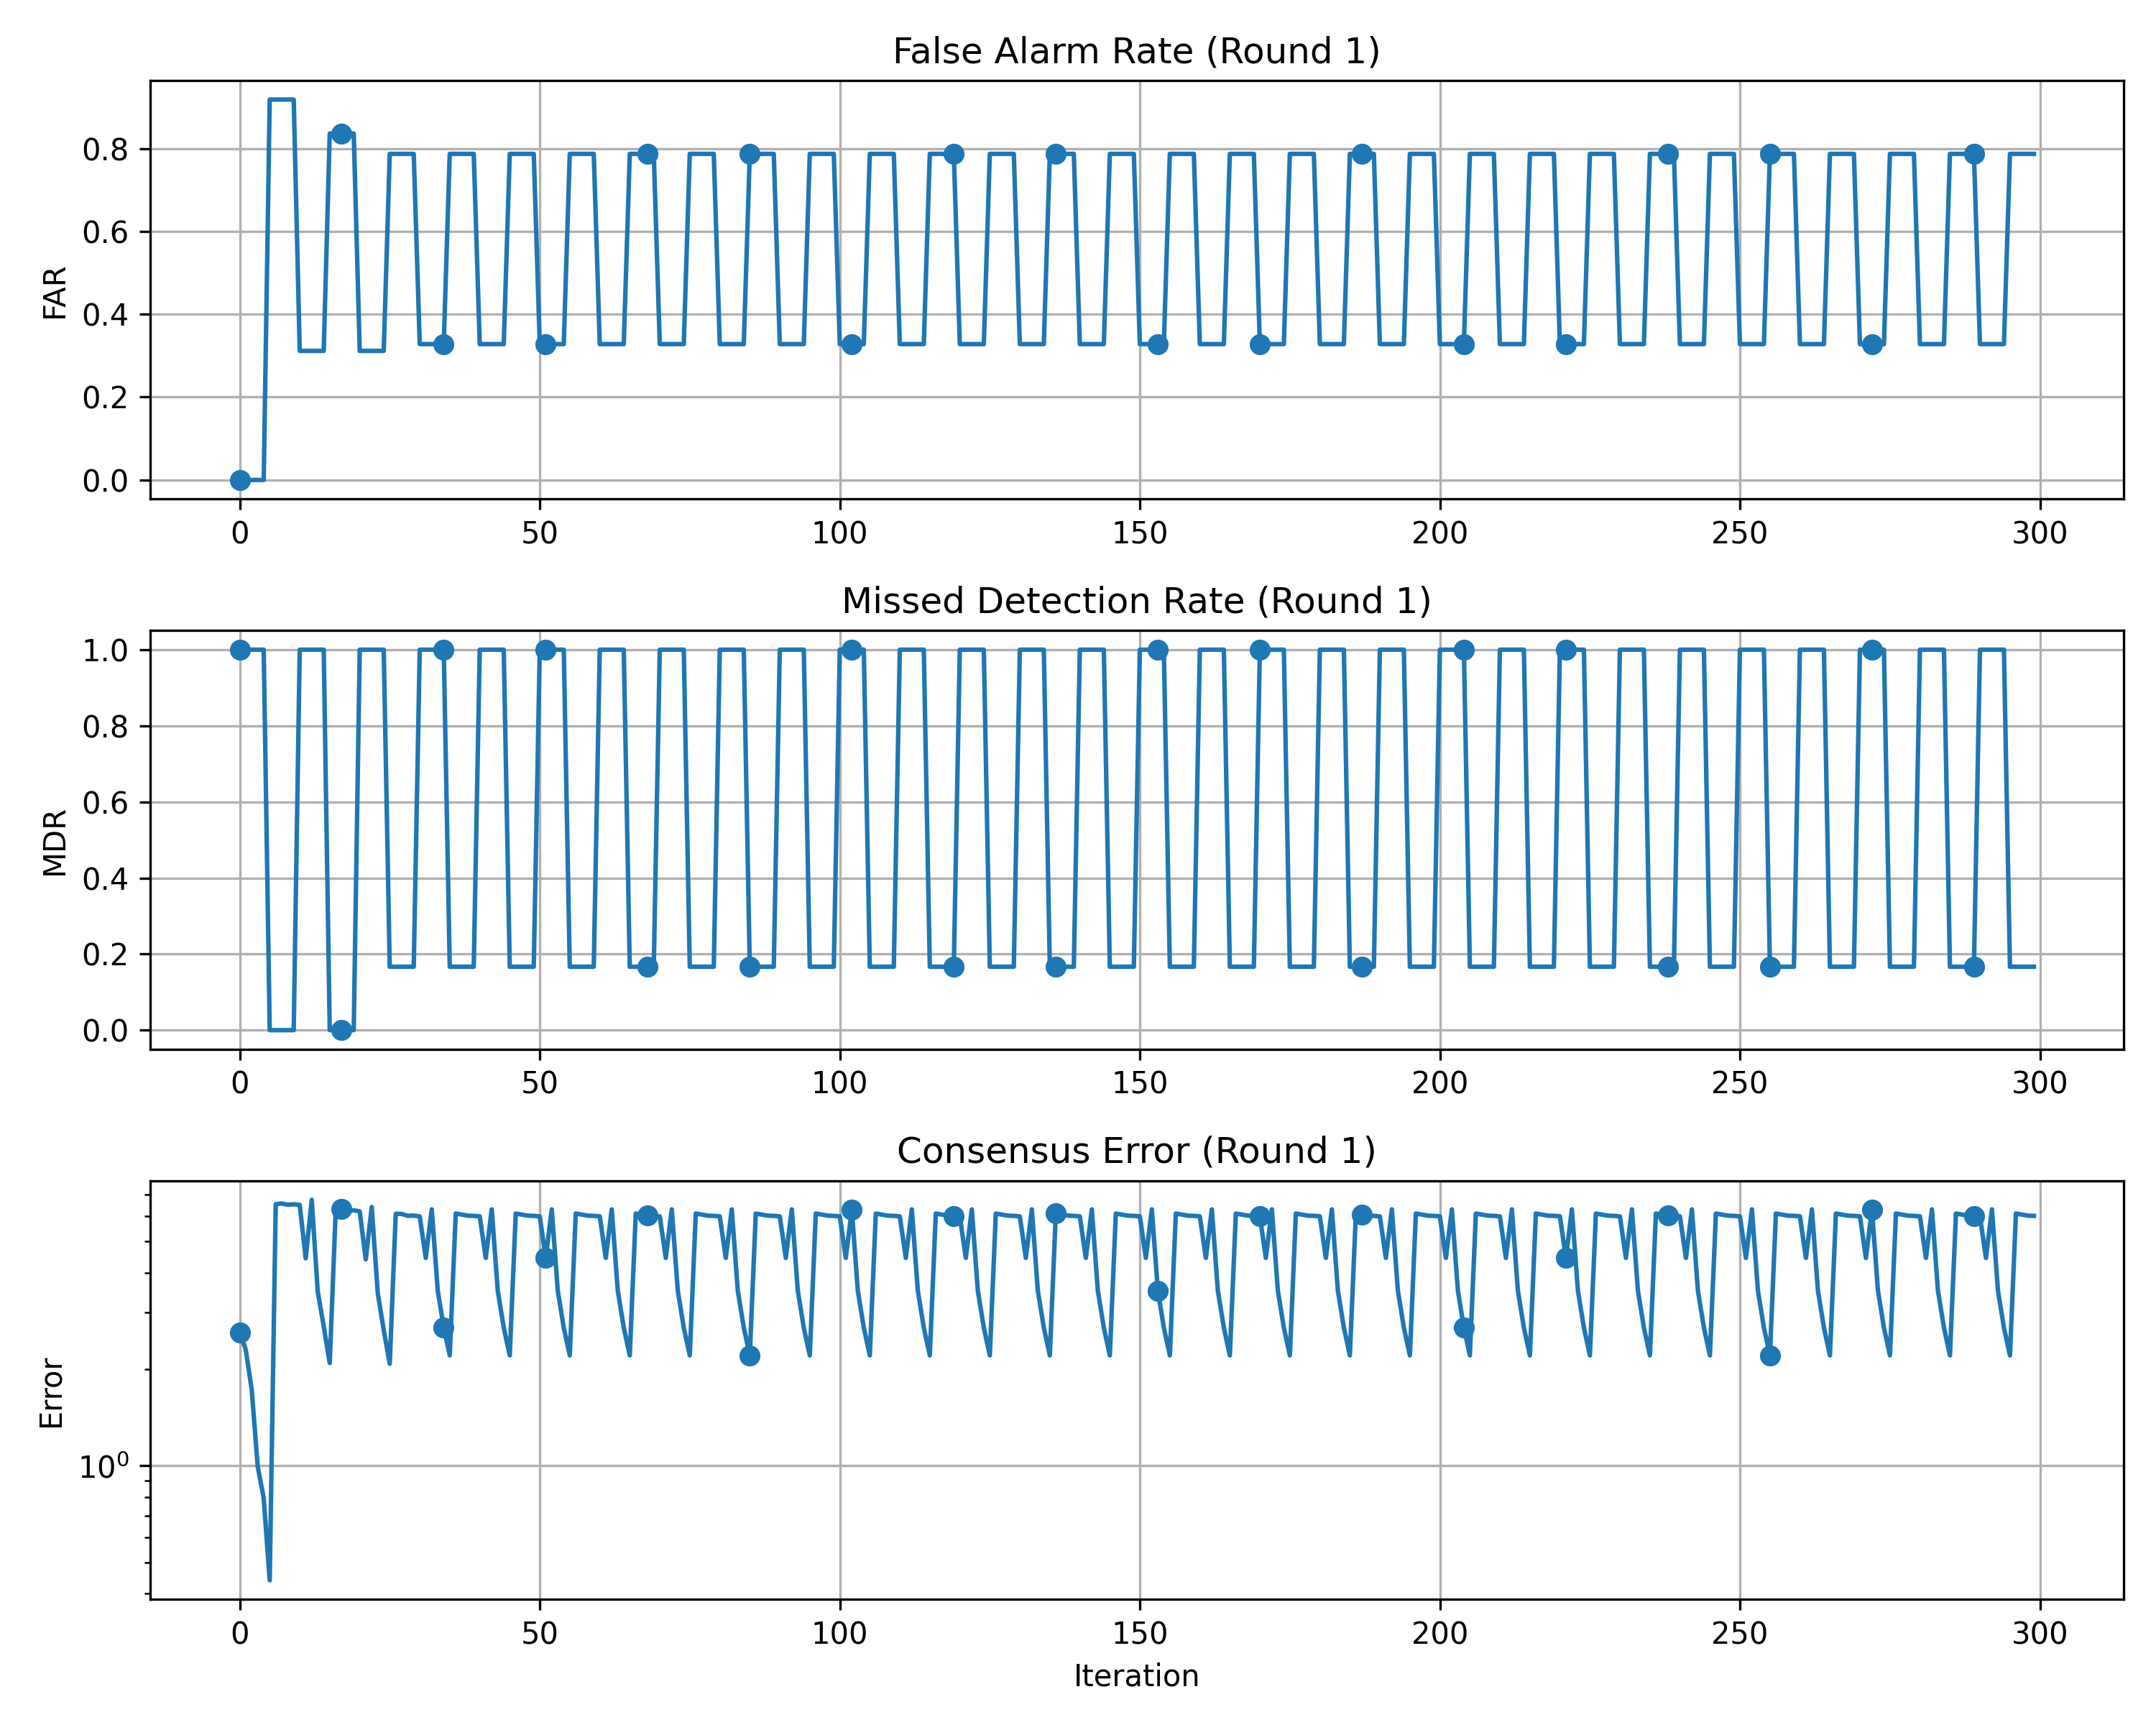 False Alarm Rate (Round 1)
FAR
0.8
0.6
0.4
0.2
0.0
0 50 100 150 200 250 300
Missed Detection Rate (Round 1)
MDR
1.0
0.8
0.6
0.4
0.2
0.0
0 50 100 150 200 250 300
Consensus Error (Round 1)
Error
10⁰
0 50 100 150 200 250 300
Iteration